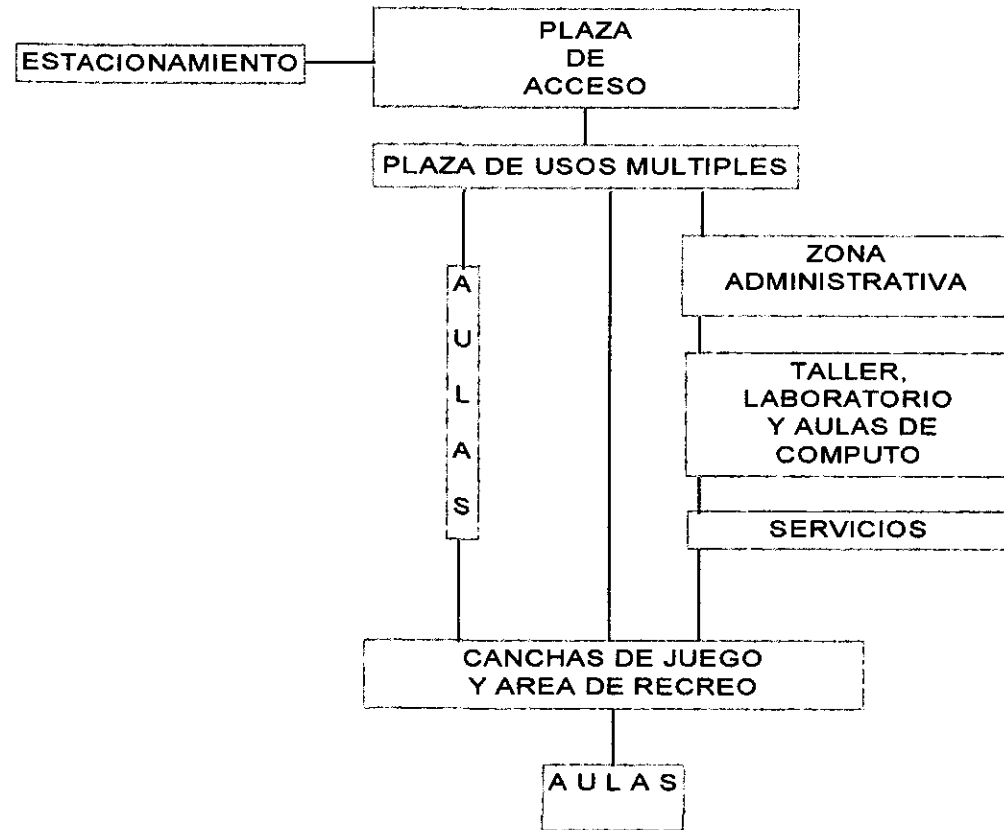 PLAZA
DE
ACCESO
ESTACIONAMIENTO
PLAZA DE USOS MULTIPLES
A
U
L
A
S
ZONA
ADMINISTRATIVA
TALLER,
LABORATORIO
Y AULAS DE
COMPUTO
SERVICIOS
CANCHAS DE JUEGO
Y AREA DE RECREO
A U L A S